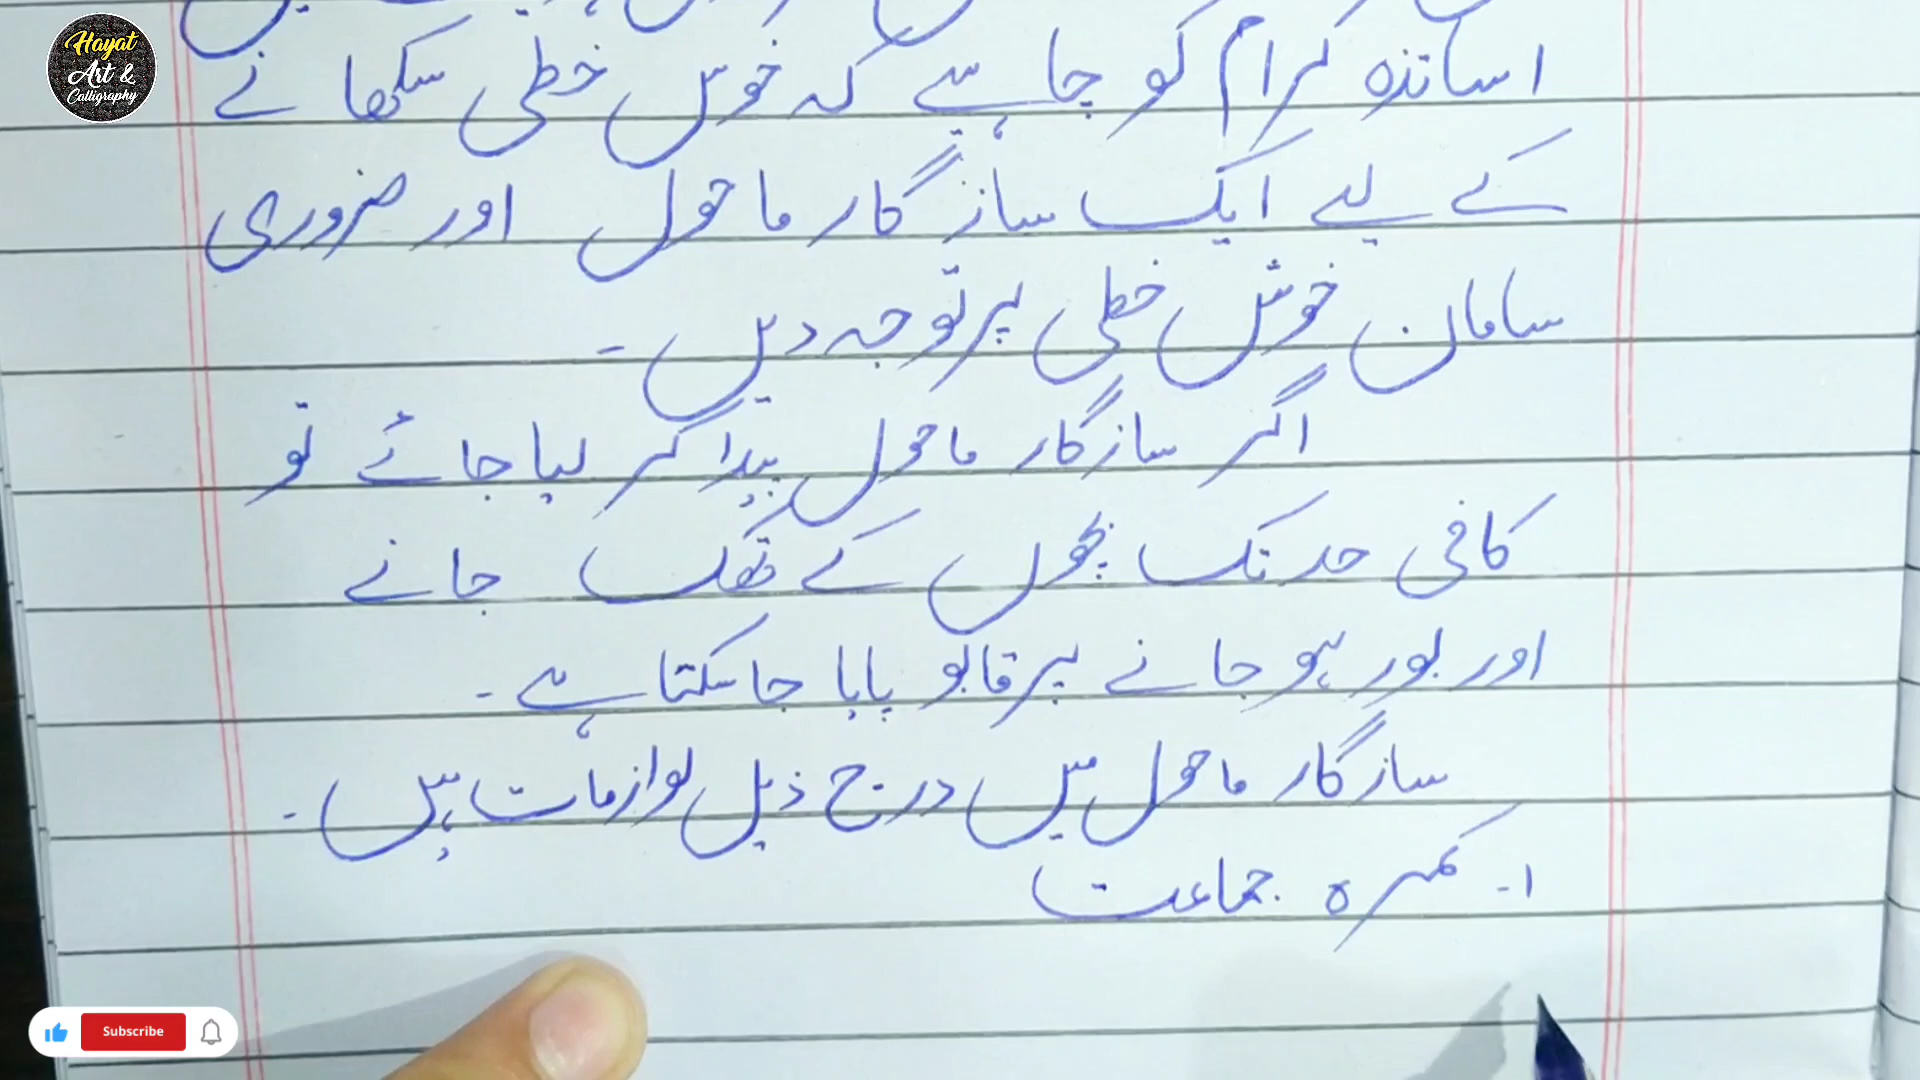 Hayat
Art &
Calligraphy
اساتذہ کرام کو چاہیے کہ خوش خطی سکھانے
کے لیے ایک سازگار ماحول اور ضروری
سامان خوش خطی پر توجہ دیں۔
اگر سازگار ماحول پیدا کر لیا جائے تو
کافی حد تک بچوں کے تھک جانے
اور بور ہو جانے پر قابو پایا جا سکتا ہے۔
سازگار ماحول میں درج ذیل لوازمات ہیں۔
۱۔ کمرہ جماعت
Subscribe